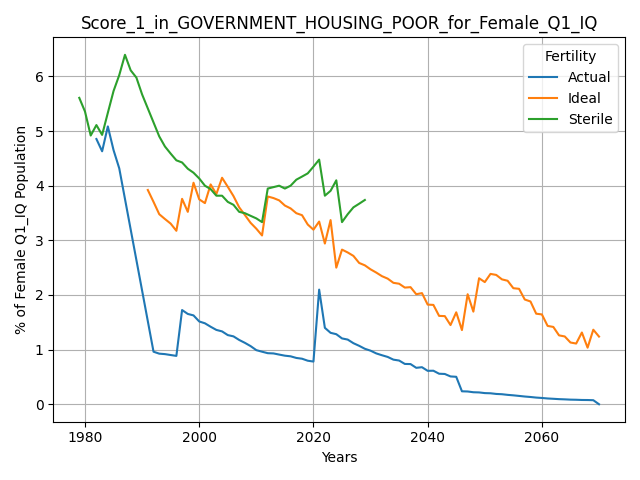 Score_1_in_GOVERNMENT_HOUSING_POOR_for_Female_Q1_IQ
Fertility
Actual
Ideal
Sterile
% of Female Q1_IQ Population
6
5
4
3
2
1
0
1980
2000
2020
2040
2060
Years